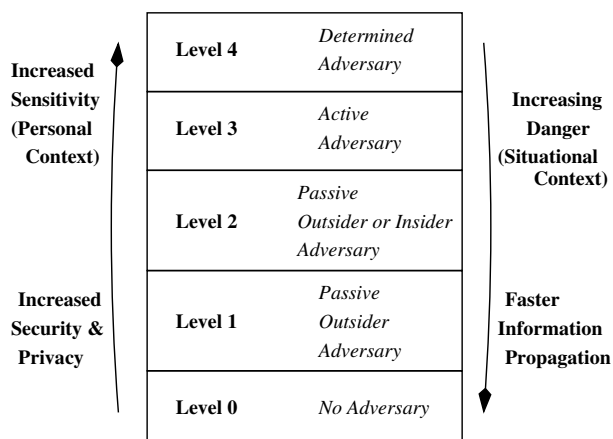 Increased
Sensitivity
(Personal
Context)
Increased
Security &
Privacy
Level 4
Determined
Adversary
Level 3
Active
Adversary
Level 2
Passive
Outsider or Insider
Adversary
Level 1
Passive
Outsider
Adversary
Level 0
No Adversary
Increasing
Danger
(Situational
Context)
Faster
Information
Propagation